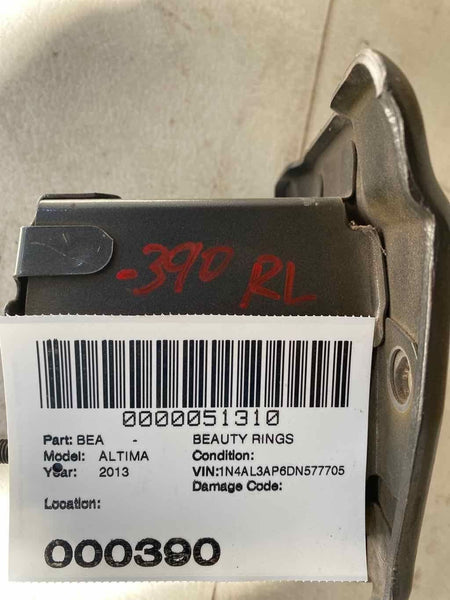 -390 RL
0000051310
Part: BEA - BEAUTY RINGS
Model: ALTIMA Condition:
Year: 2013 VIN:1N4AL3AP6DN577705
Damage Code:
Location:
000390